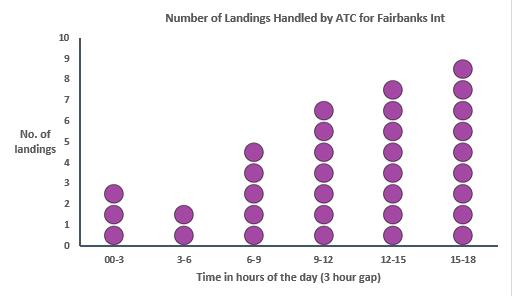 Number of Landings Handled by ATC for Fairbanks Int
10
9
8
7
6
5
4
3
2
1
0
No. of
landings
00-3 3-6 6-9 9-12 12-15 15-18
Time in hours of the day (3 hour gap)